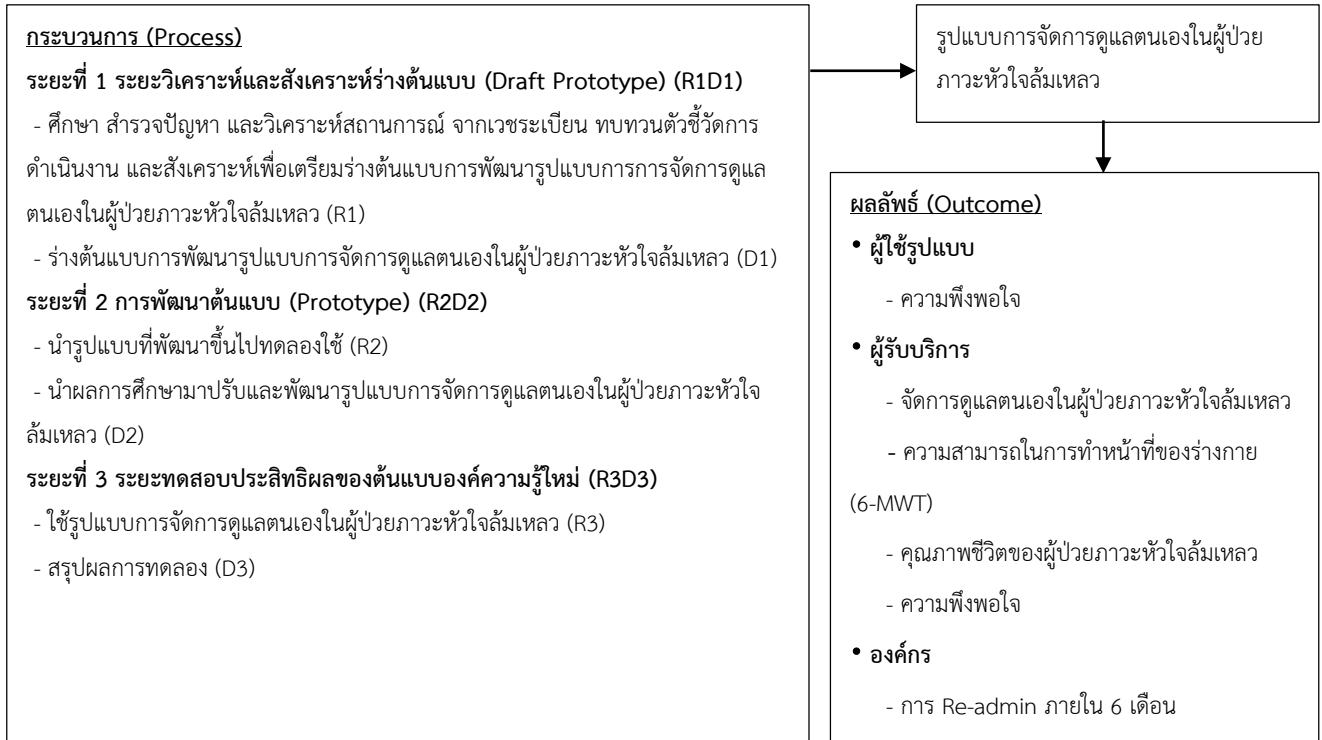 กระบวนการ (Process)
ระยะที่ 1 ระยะวิเคราะห์และสังเคราะห์ร่างต้นแบบ (Draft Prototype) (R1D1)
- ศึกษา สำรวจปัญหา และวิเคราะห์สถานการณ์ จากเวชระเบียน ทบทวนตัวชี้วัดการ
ดำเนินงาน และสังเคราะห์เพื่อเตรียมร่างต้นแบบการพัฒนารูปแบบการการจัดการดูแล
ตนเองในผู้ป่วยภาวะหัวใจล้มเหลว (R1)
- ร่างต้นแบบการพัฒนารูปแบบการจัดการดูแลตนเองในผู้ป่วยภาวะหัวใจล้มเหลว (D1)
ระยะที่ 2 การพัฒนาต้นแบบ (Prototype) (R2D2)
- นำรูปแบบที่พัฒนาขึ้นไปทดลองใช้ (R2)
- นำผลการศึกษามาปรับและพัฒนารูปแบบการจัดการดูแลตนเองในผู้ป่วยภาวะหัวใจ
ล้มเหลว (D2)
ระยะที่ 3 ระยะทดสอบประสิทธิผลของต้นแบบองค์ความรู้ใหม่ (R3D3)
- ใช้รูปแบบการจัดการดูแลตนเองในผู้ป่วยภาวะหัวใจล้มเหลว (R3)
- สรุปผลการทดลอง (D3)
รูปแบบการจัดการดูแลตนเองในผู้ป่วย
ภาวะหัวใจล้มเหลว
ผลลัพธ์ (Outcome)
• ผู้ใช้รูปแบบ
- ความพึงพอใจ
• ผู้รับบริการ
- จัดการดูแลตนเองในผู้ป่วยภาวะหัวใจล้มเหลว
- ความสามารถในการทำหน้าที่ของร่างกาย
(6-MWT)
- คุณภาพชีวิตของผู้ป่วยภาวะหัวใจล้มเหลว
- ความพึงพอใจ
• องค์กร
- การ Re-admin ภายใน 6 เดือน